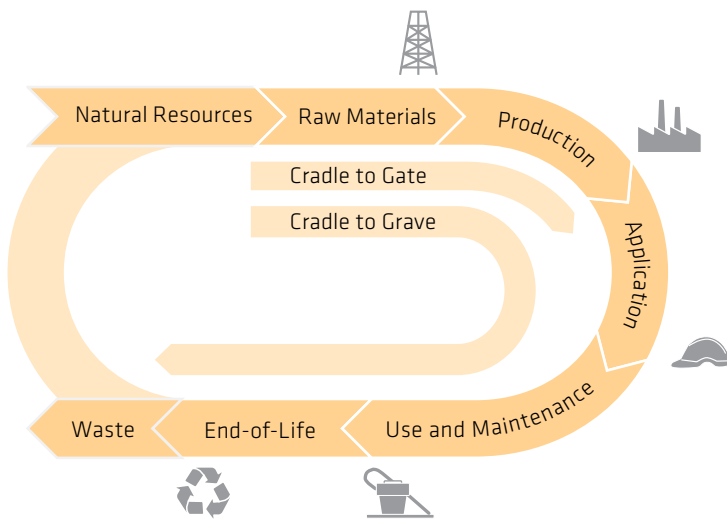 Natural Resources
Raw Materials
Production
Cradle to Gate
Cradle to Grave
Application
Use and Maintenance
End-of-Life
Waste